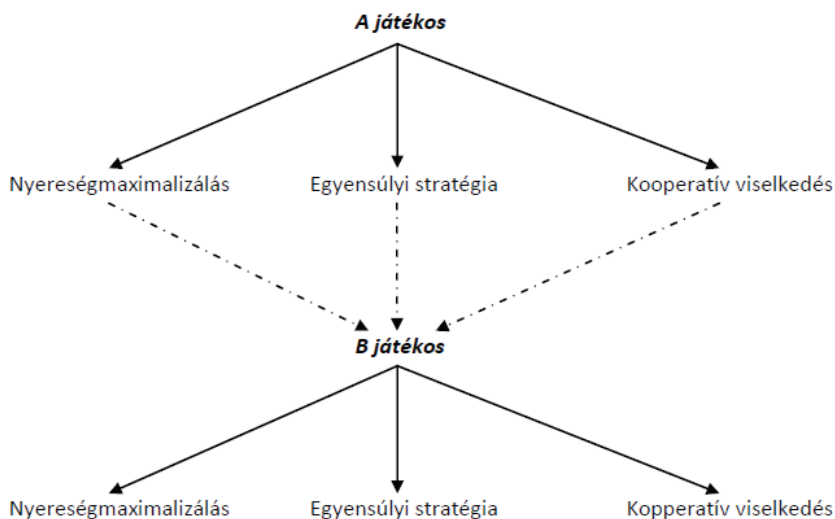 A játékos
Nyereségmaximalizálás Egyensúlyi stratégia Kooperatív viselkedés
B játékos
Nyereségmaximalizálás Egyensúlyi stratégia Kopperatív viselkedés